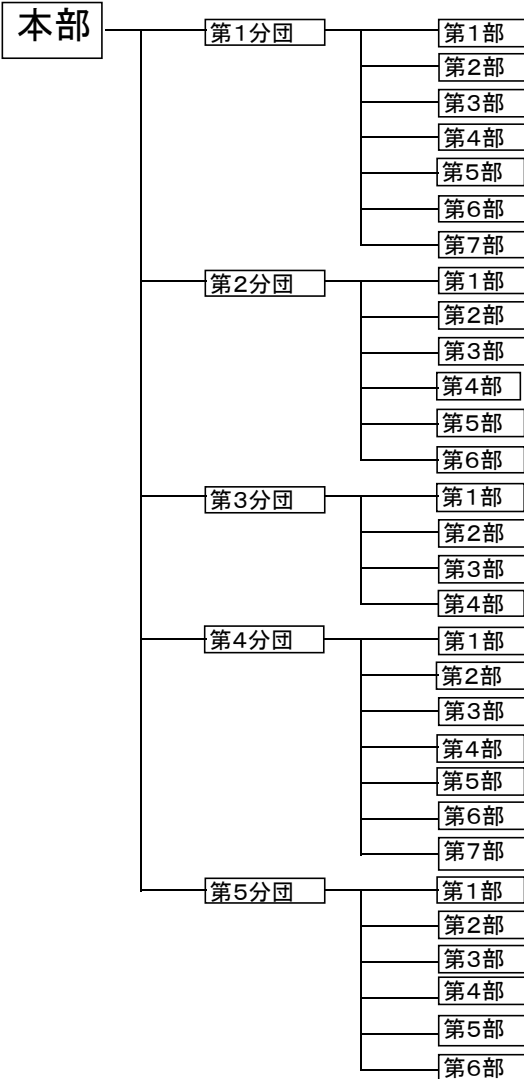 本部
第1分団
第1部
第2部
第3部
第4部
第5部
第6部
第7部
第2分団
第1部
第2部
第3部
第4部
第5部
第6部
第3分団
第1部
第2部
第3部
第4部
第4分団
第1部
第2部
第3部
第4部
第5部
第6部
第7部
第5分団
第1部
第2部
第3部
第4部
第5部
第6部